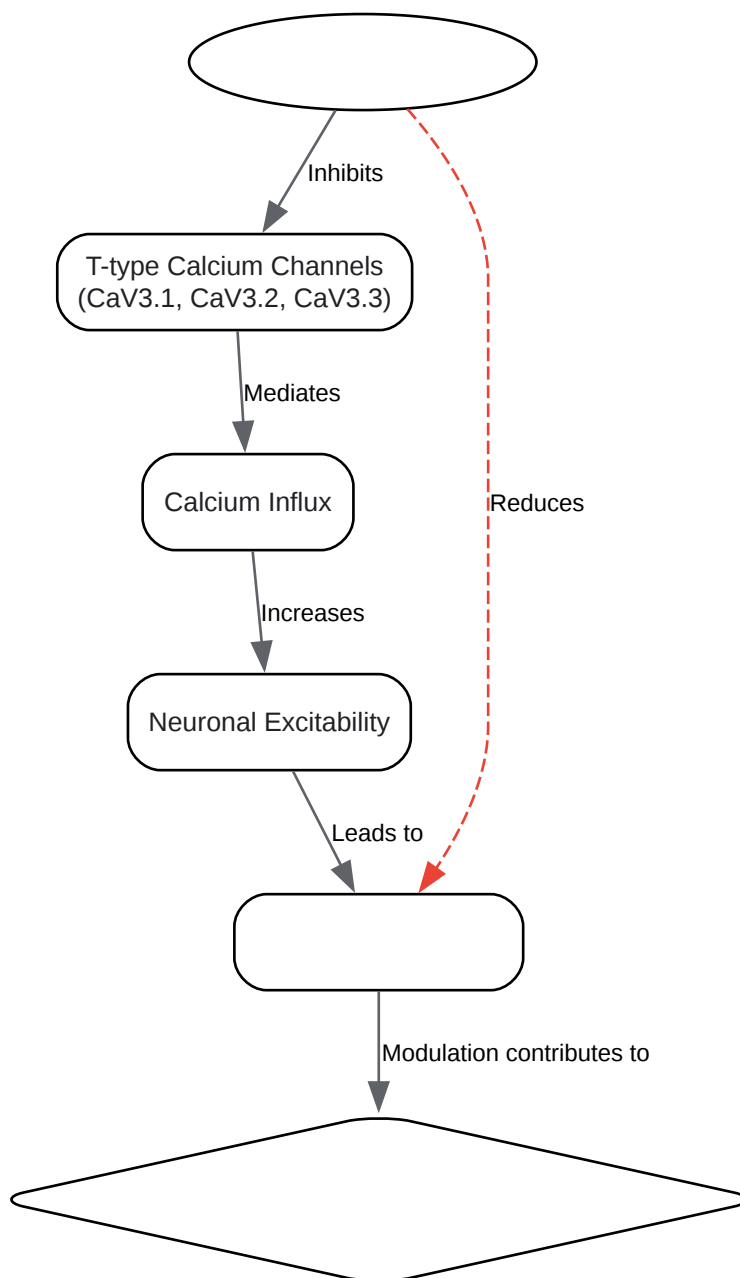 Inhibits
T-type Calcium Channels
(CaV3.1, CaV3.2, CaV3.3)
Mediates
Calcium Influx
Reduces
Increases
Neuronal Excitability
Leads to
Modulation contributes to